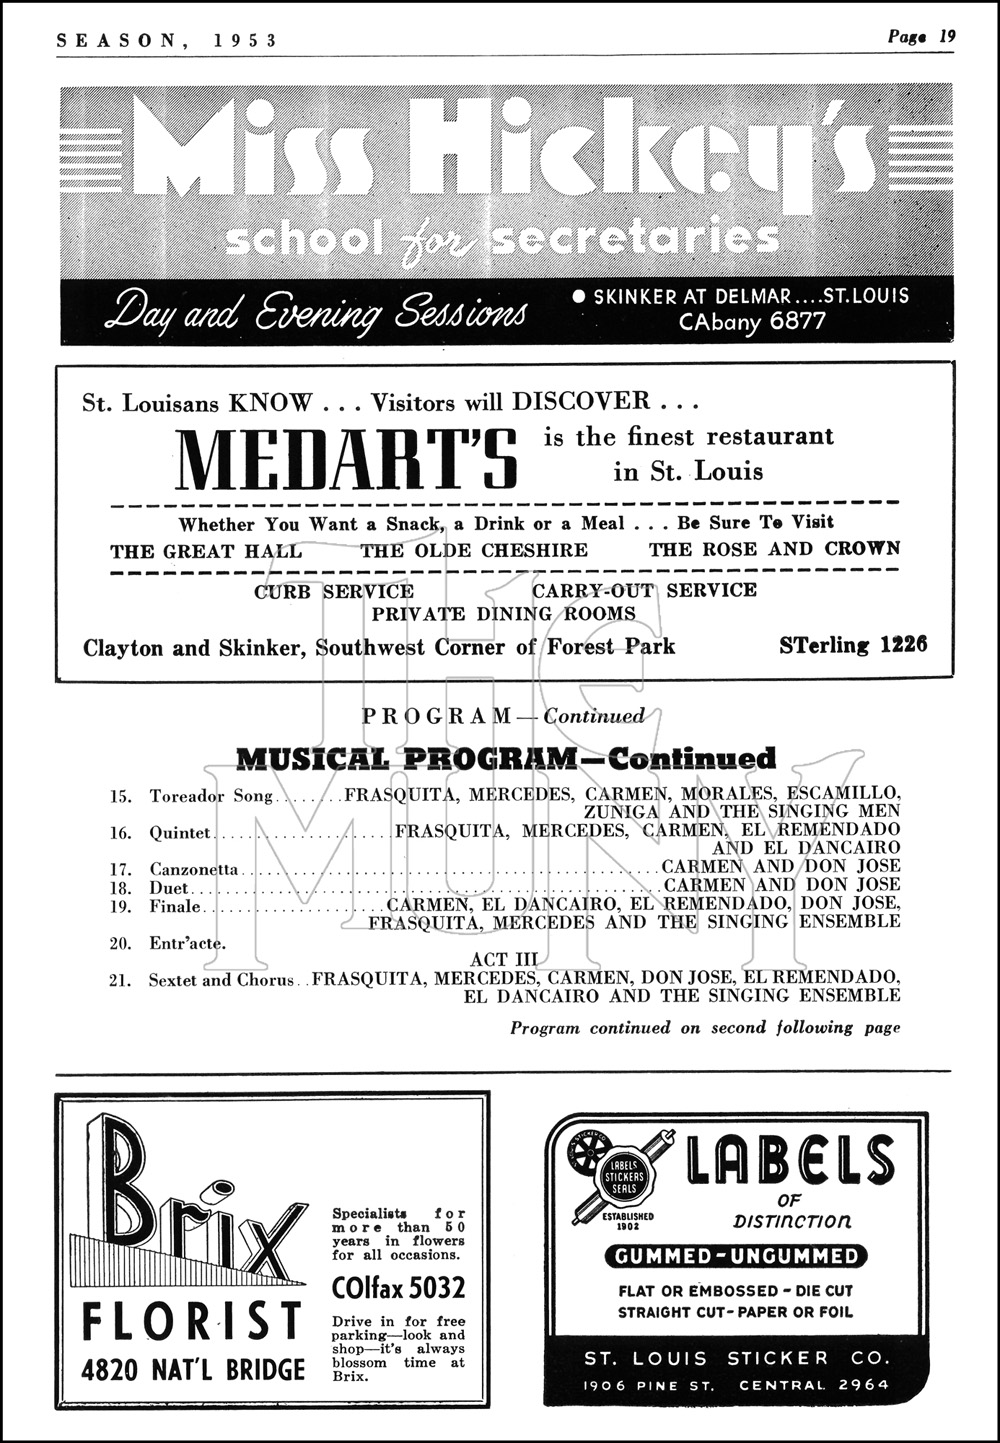 SEASON, 1953
Page 19
Miss Hickey's
school for secretaries
Day and Evening Sessions
● SKINKER AT DELMAR....ST.LOUIS
CAbany 6877
St. Louisans KNOW . . . Visitors will DISCOVER . . .
MEDART'S
is the finest restaurant
in St. Louis
Whether You Want a Snack, a Drink or a Meal . . . Be Sure To Visit
THE GREAT HALL THE OLDE CHESHIRE THE ROSE AND CROWN
CURB SERVICE CARRY-OUT SERVICE
PRIVATE DINING ROOMS
Clayton and Skinker, Southwest Corner of Forest Park STerling 1226
PROGRAM—Continued
MUSICAL PROGRAM—Continued
15. Toreador Song........FRASQUITA, MERCEDES, CARMEN, MORALES, ESCAMILLO,
ZUNIGA AND THE SINGING MEN
16. Quintet......................FRASQUITA, MERCEDES, CARMEN, EL REMENDADO
AND EL DANCAIRO
17. Canzonetta....................................................CARMEN AND DON JOSE
18. Duet..........................................................CARMEN AND DON JOSE
19. Finale......................CARMEN, EL DANCAIRO, EL REMENDADO, DON JOSE,
FRASQUITA, MERCEDES AND THE SINGING ENSEMBLE
20. Entr'acte.
ACT III
21. Sextet and Chorus..FRASQUITA, MERCEDES, CARMEN, DON JOSE, EL REMENDADO,
EL DANCAIRO AND THE SINGING ENSEMBLE
Program continued on second following page
THE
MUNY
Brix
FLORIST
4820 NAT'L BRIDGE
Specialists for
more than 50
years in flowers
for all occasions.
COlfax 5032
Drive in for free
parking—look and
shop—it's always
blossom time at
Brix.
LABELS
STICKERS
SEALS
ESTABLISHED
1902
LABELS
OF
DISTINCTION
GUMMED-UNGUMMED
FLAT OR EMBOSSED - DIE CUT
STRAIGHT CUT - PAPER OR FOIL
ST. LOUIS STICKER CO.
1906 PINE ST. CENTRAL 2964